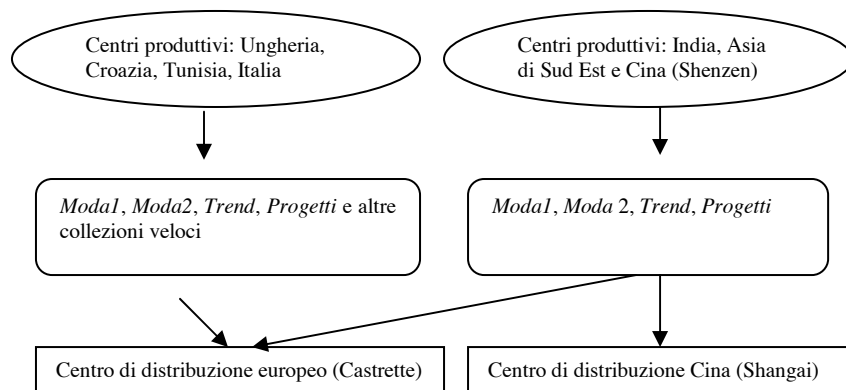 Centri produttivi: Ungheria,
Croazia, Tunisia, Italia
Centri produttivi: India, Asia
di Sud Est e Cina (Shenzen)
Moda1, Moda2, Trend, Progetti e altre
collezioni veloci
Moda1, Moda 2, Trend, Progetti
Centro di distribuzione europeo (Castrette)
Centro di distribuzione Cina (Shangai)